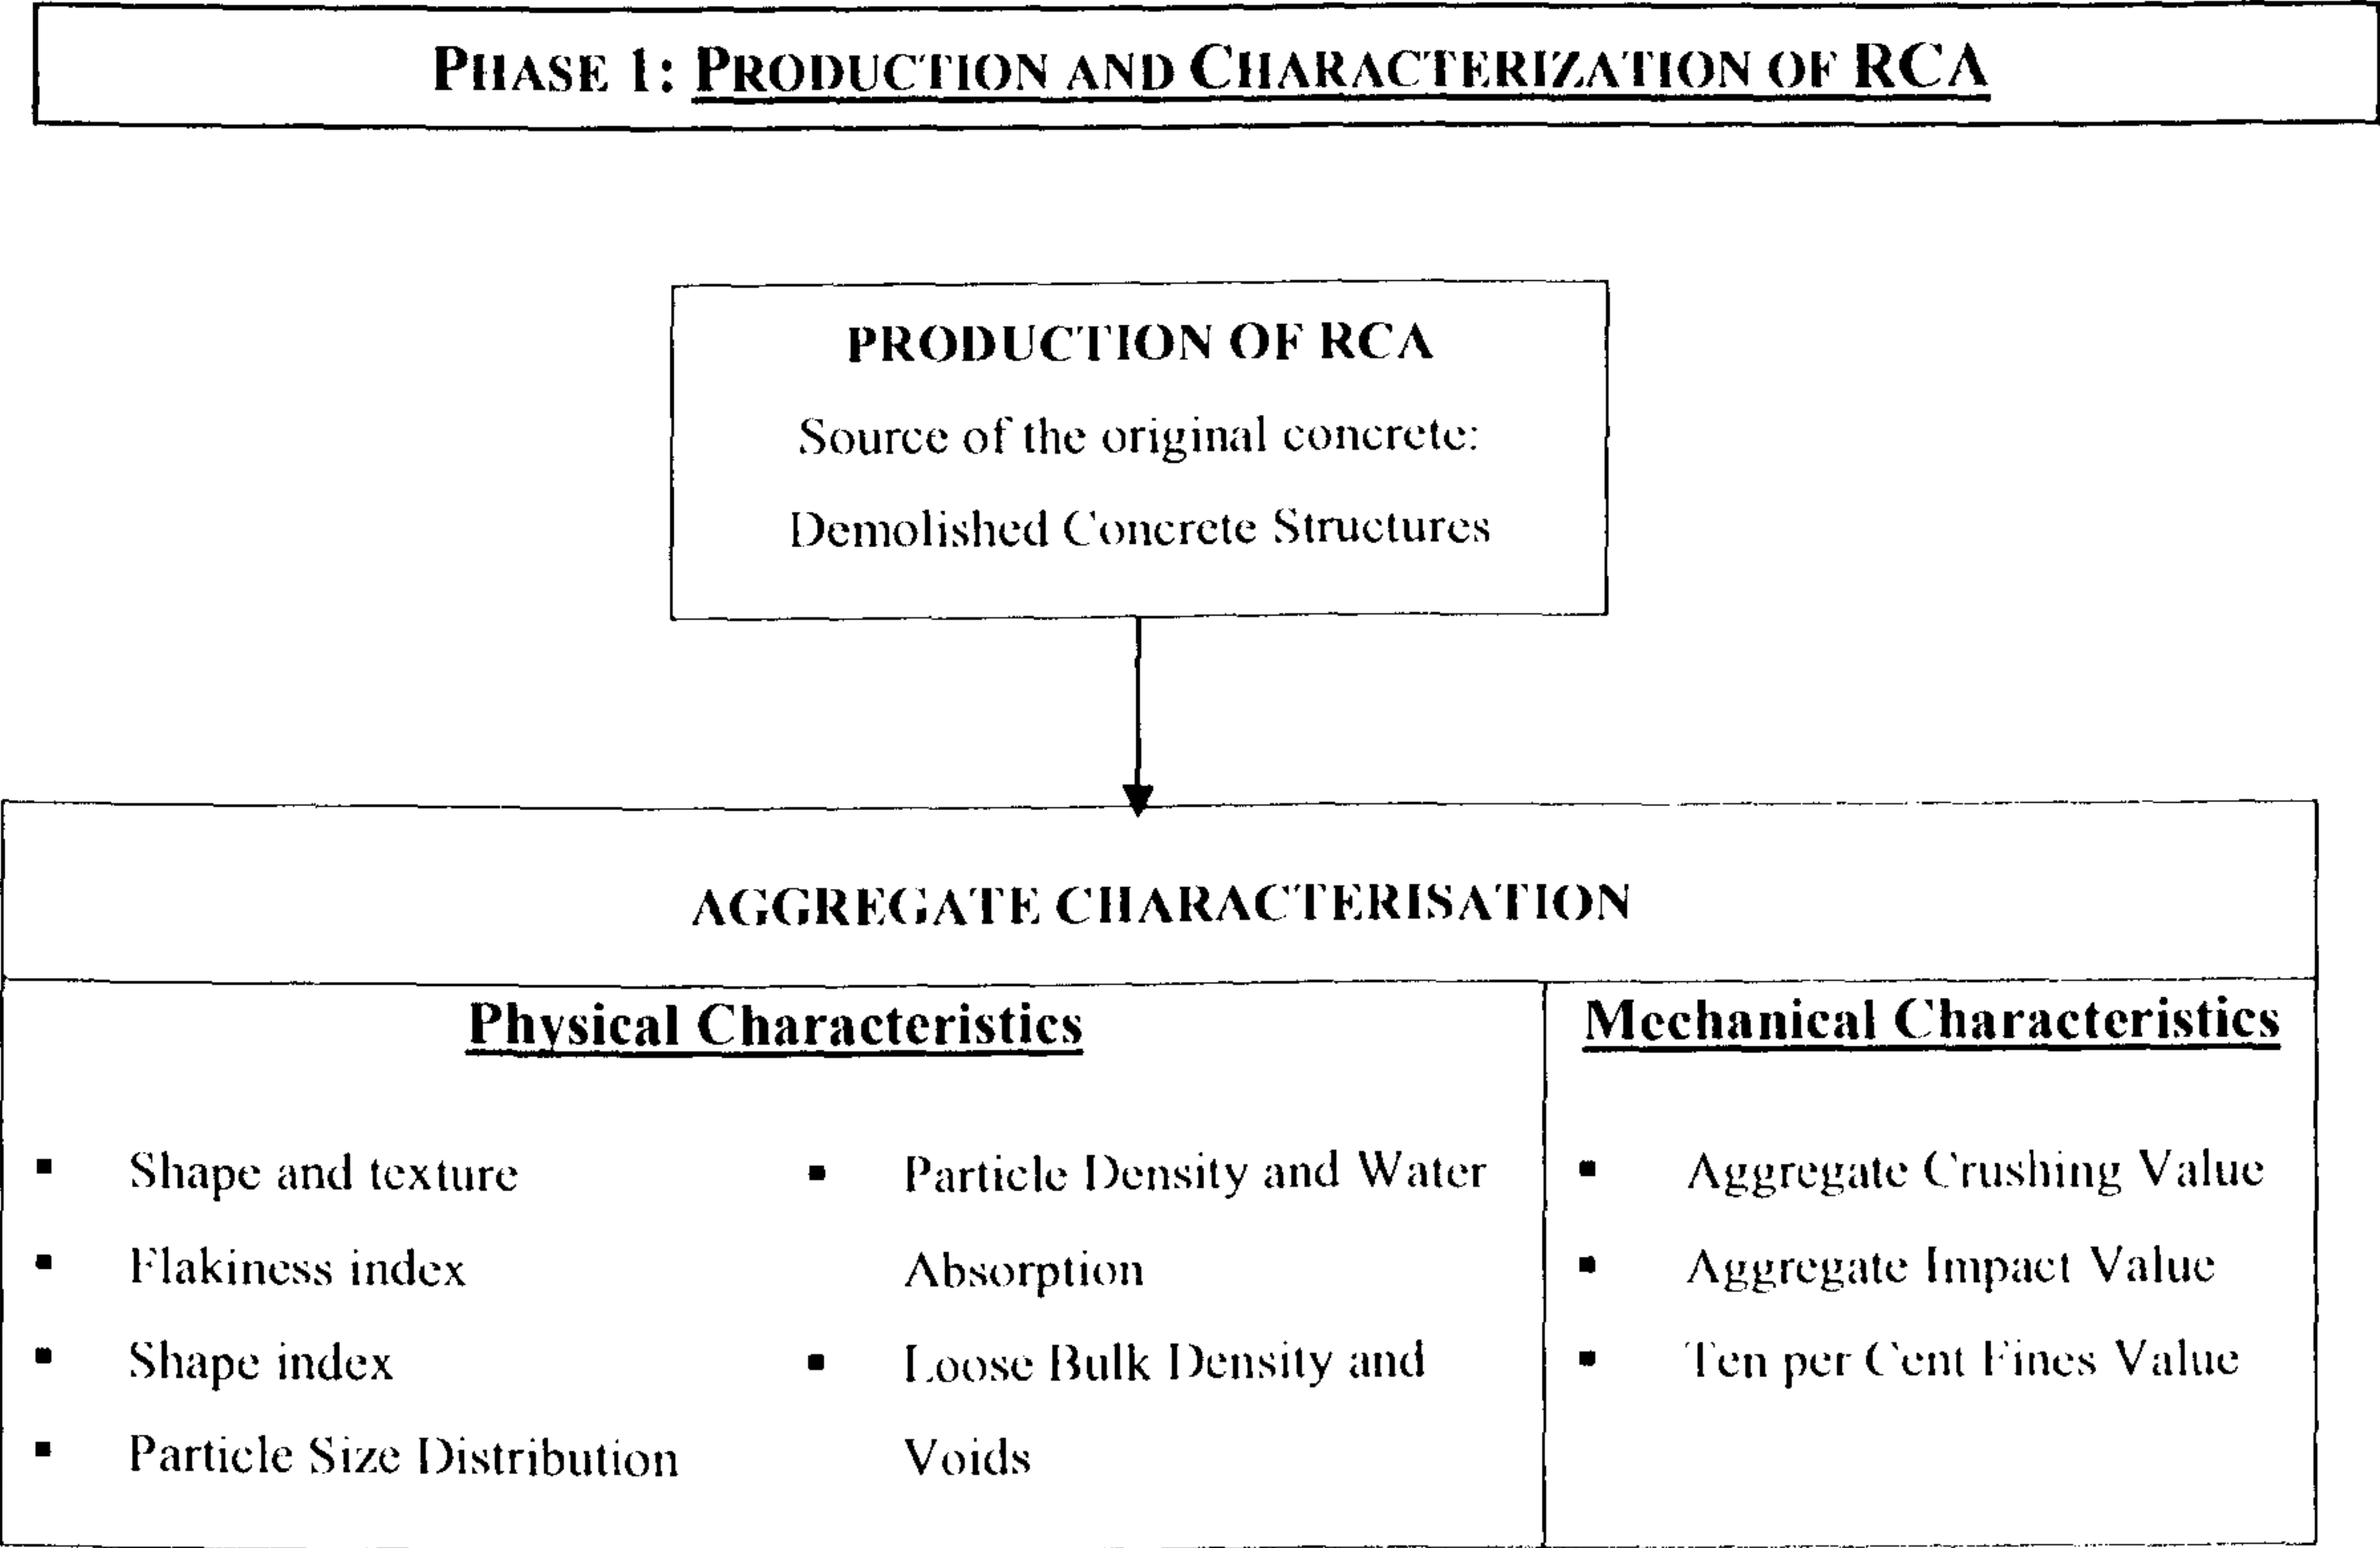 PHASE 1: PRODUCTION AND CHARACTERIZATION OF RCA
PRODUCTION OF RCA
Source of the original concrete:
Demolished Concrete Structures
AGGREGATE CHARACTERISATION
Physical Characteristics
▪ Shape and texture
▪ Flakiness index
▪ Shape index
▪ Particle Size Distribution
▪ Particle Density and Water
Absorption
▪ Loose Bulk Density and
Voids
Mechanical Characteristics
▪ Aggregate Crushing Value
▪ Aggregate Impact Value
▪ Ten per Cent Fines Value